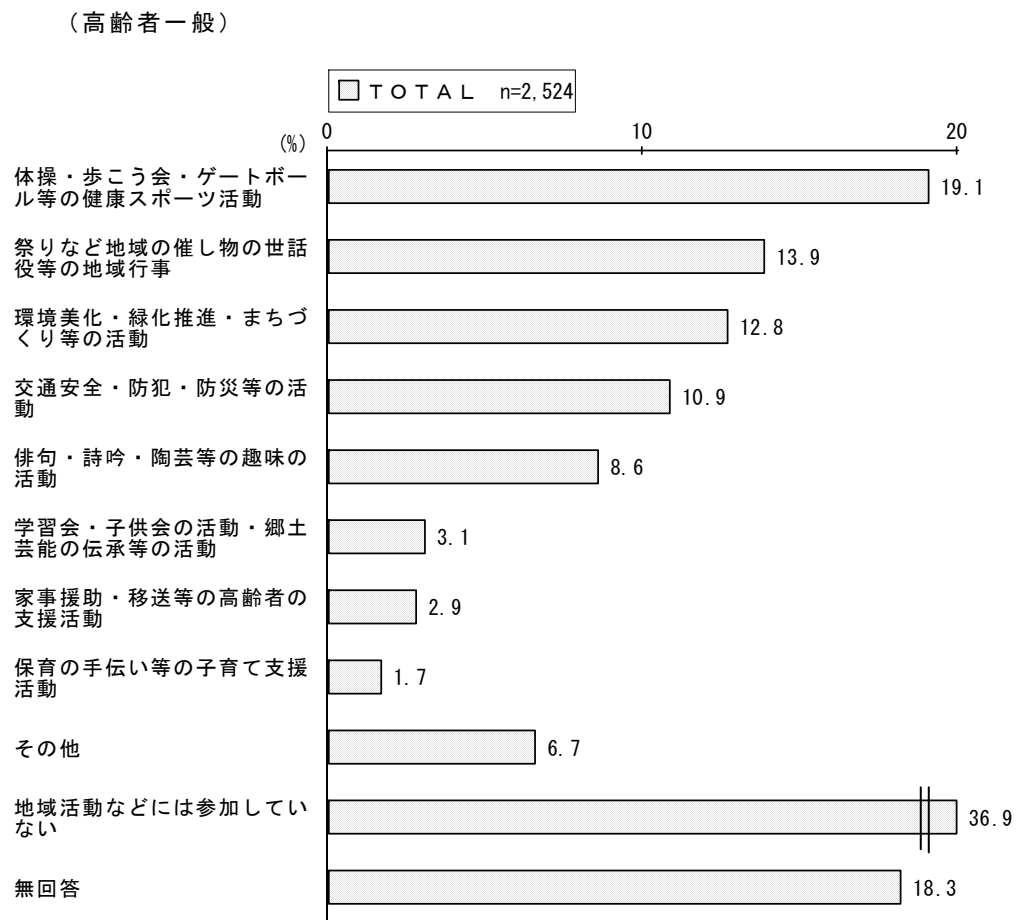 （高齢者一般）
ＴＯＴＡＬ n=2,524
0 10 20
(%)
体操・歩こう会・ゲートボー
ル等の健康スポーツ活動
19.1
祭りなど地域の催し物の世話
役等の地域行事
13.9
環境美化・緑化推進・まちづ
くり等の活動
12.8
交通安全・防犯・防災等の活
動
10.9
俳句・詩吟・陶芸等の趣味の
活動
8.6
学習会・子供会の活動・郷土
芸能の伝承等の活動
3.1
家事援助・移送等の高齢者の
支援活動
2.9
保育の手伝い等の子育て支援
活動
1.7
その他
6.7
地域活動などには参加してい
ない
36.9
無回答
18.3